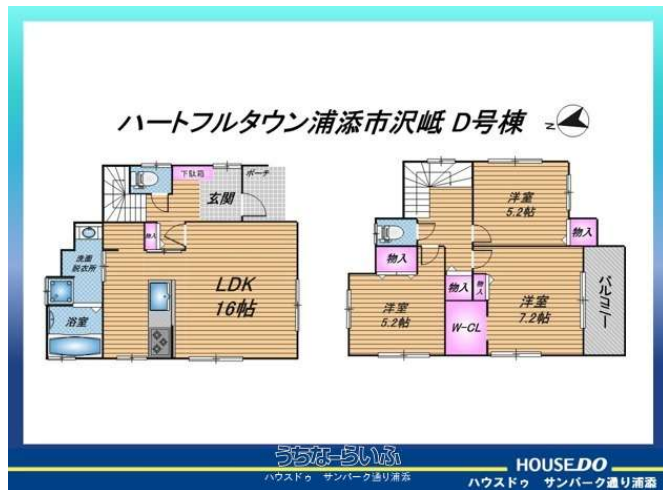 ハートフルタウン浦添市沢岻 D号棟
N
下駄箱
ポーチ
玄関
物入
洗面
脱衣所
LDK
16帖
浴室
洋室
5.2帖
物入
物入
物入
物入
洋室
5.2帖
W-CL
洋室
7.2帖
バルコニー
うちなーらいふ
ハウスドゥ サンパーク通り浦添
HOUSE DO
ハウスドゥ サンパーク通り浦添